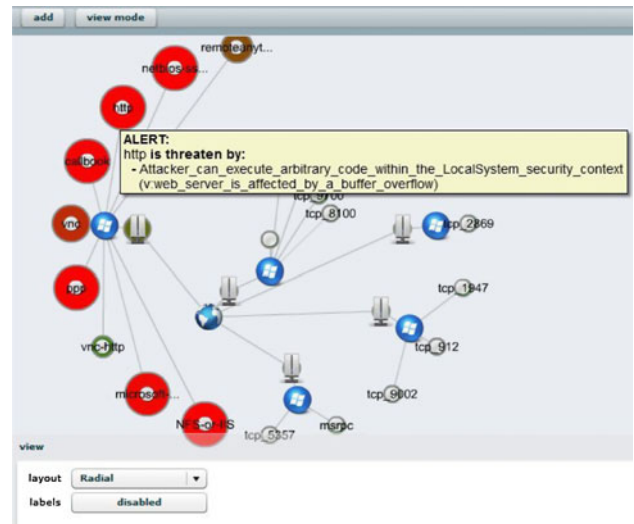 add view mode
remoteanyt...
netbios-ss...
http
ALERT:
http is threaten by:
- Attacker_can_execute_arbitrary_code_within_the_LocalSystem_security_context
(v:web_server_is_affected_by_a_buffer_overflow)
callbook
tcp_8100
vnc
tcp_2869
ppp
tcp_1947
vnc-http
tcp_912
microsoft-...
tcp_9002
NFS-or-IIS
msrpc
tcp_5357
view
layout Radial
labels disabled